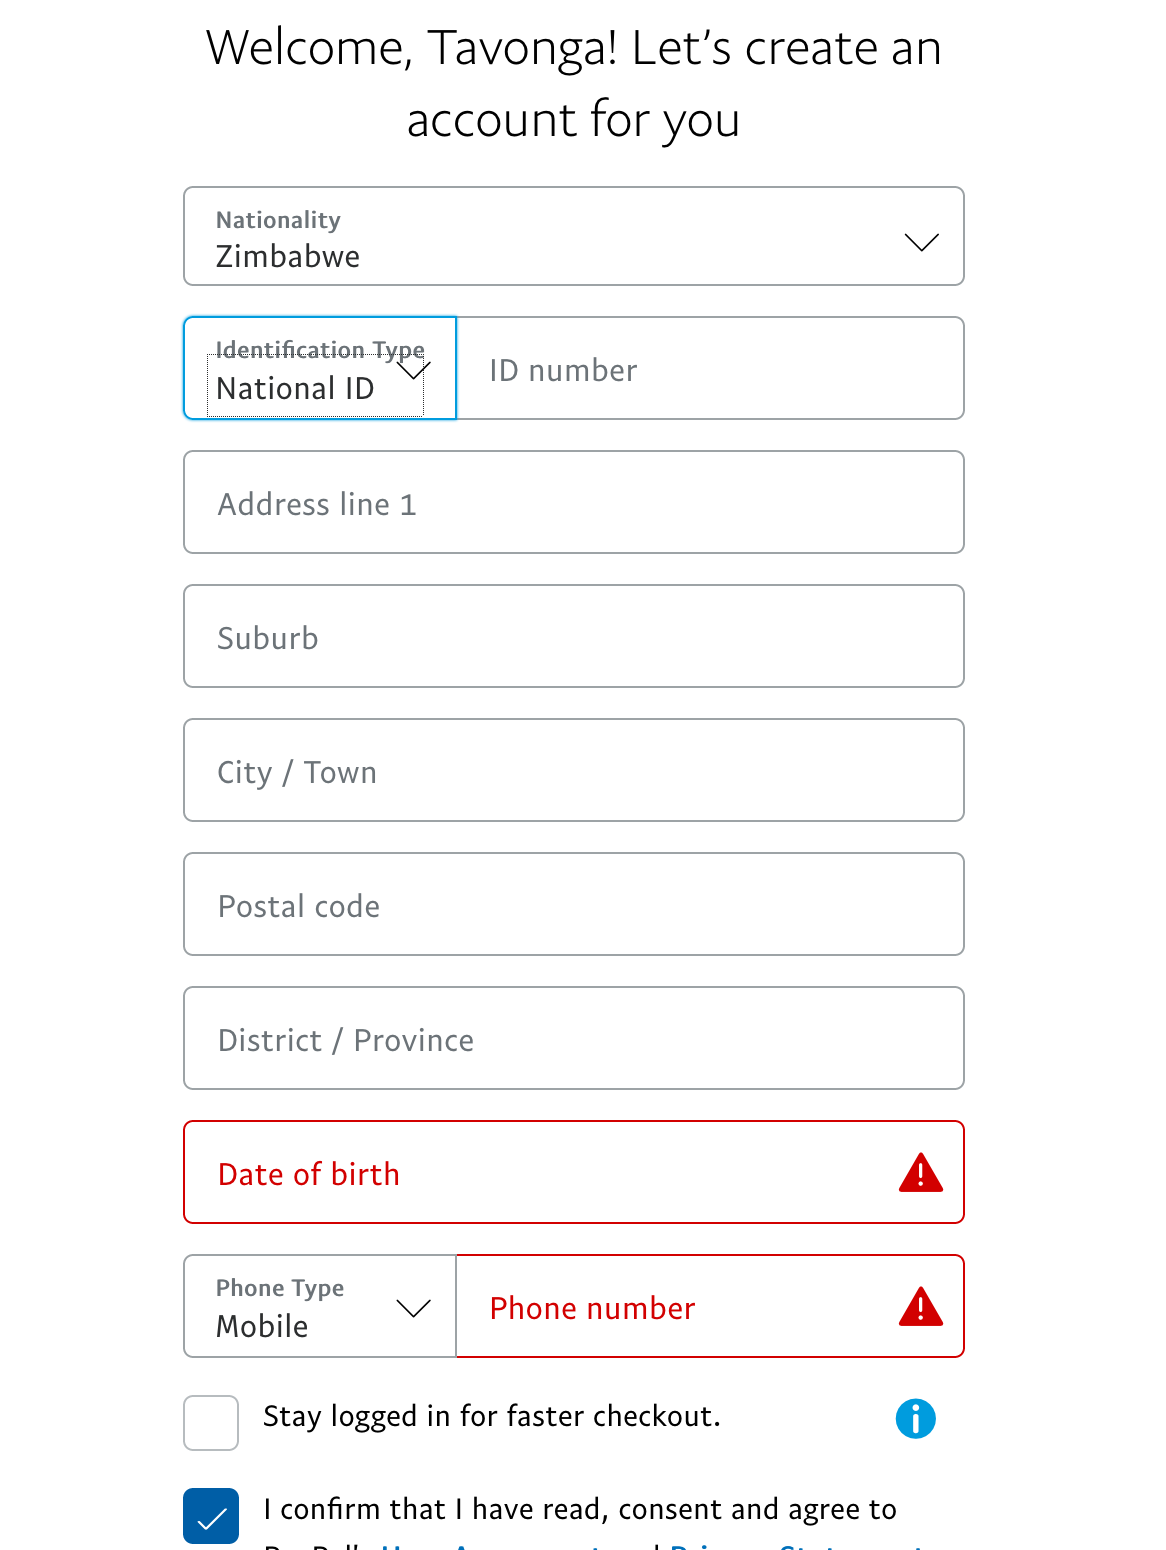 Welcome, Tavonga! Let’s create an
account for you
Nationality
Zimbabwe
Identification Type
National ID
ID number
Address line 1
Suburb
City / Town
Postal code
District / Province
Date of birth
Phone Type
Mobile
Phone number
Stay logged in for faster checkout.
I confirm that I have read, consent and agree to